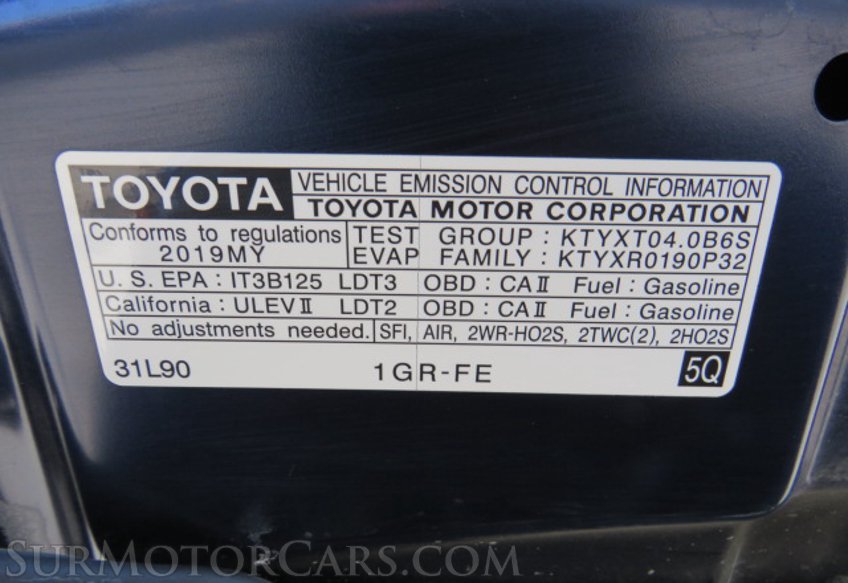 TOYOTA VEHICLE EMISSION CONTROL INFORMATION
TOYOTA MOTOR CORPORATION
Conforms to regulations TEST GROUP : KTYXT04.0B6S
2019MY EVAP FAMILY : KTYXR0190P32
U. S. EPA : IT3B125 LDT3 OBD : CAⅡ Fuel : Gasoline
California : ULEVⅡ LDT2 OBD : CAⅡ Fuel : Gasoline
No adjustments needed. SFI, AIR, 2WR-HO2S, 2TWC(2), 2HO2S
31L90 1GR-FE 5Q
SURMOTORCARS.COM